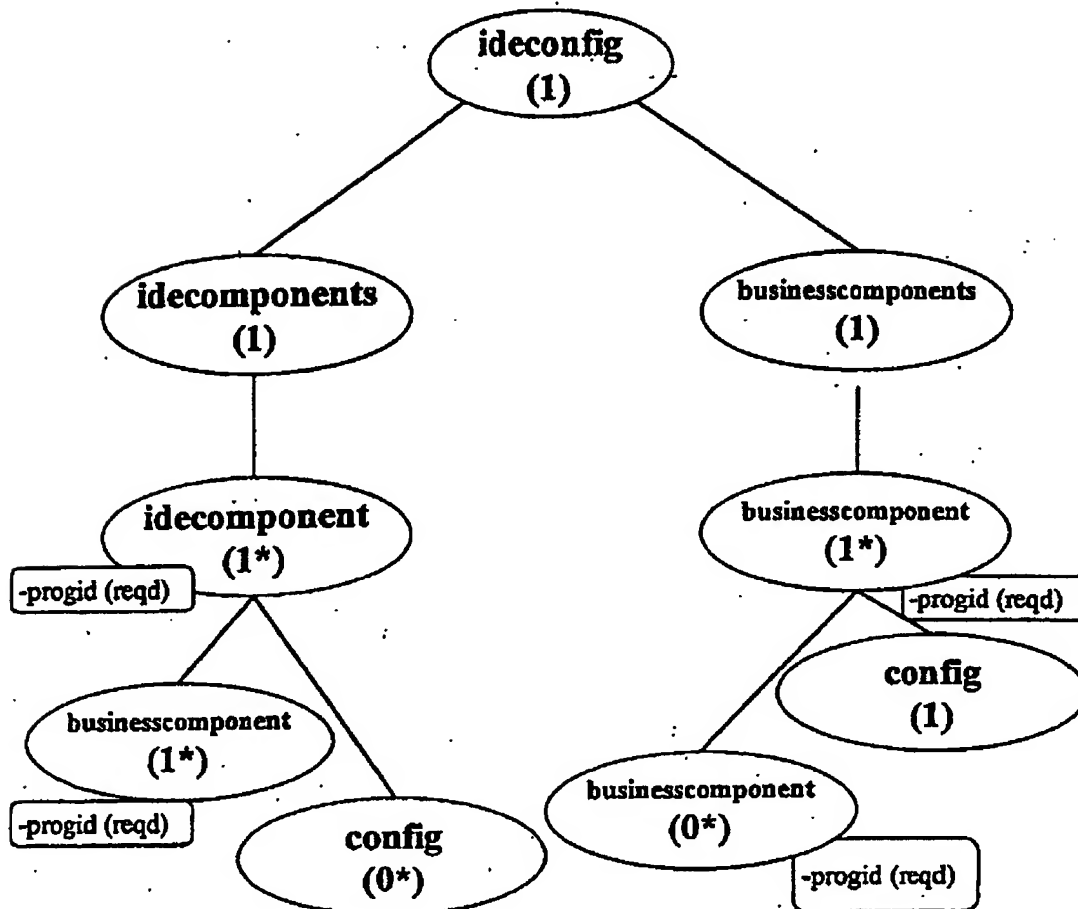 ideconfig
(1)
idecomponents
(1)
businesscomponents
(1)
idecomponent
(1*)
-progid (reqd)
businesscomponent
(1*)
-progid (reqd)
businesscomponent
(1*)
-progid (reqd)
config
(0*)
config
(1)
businesscomponent
(0*)
-progid (reqd)